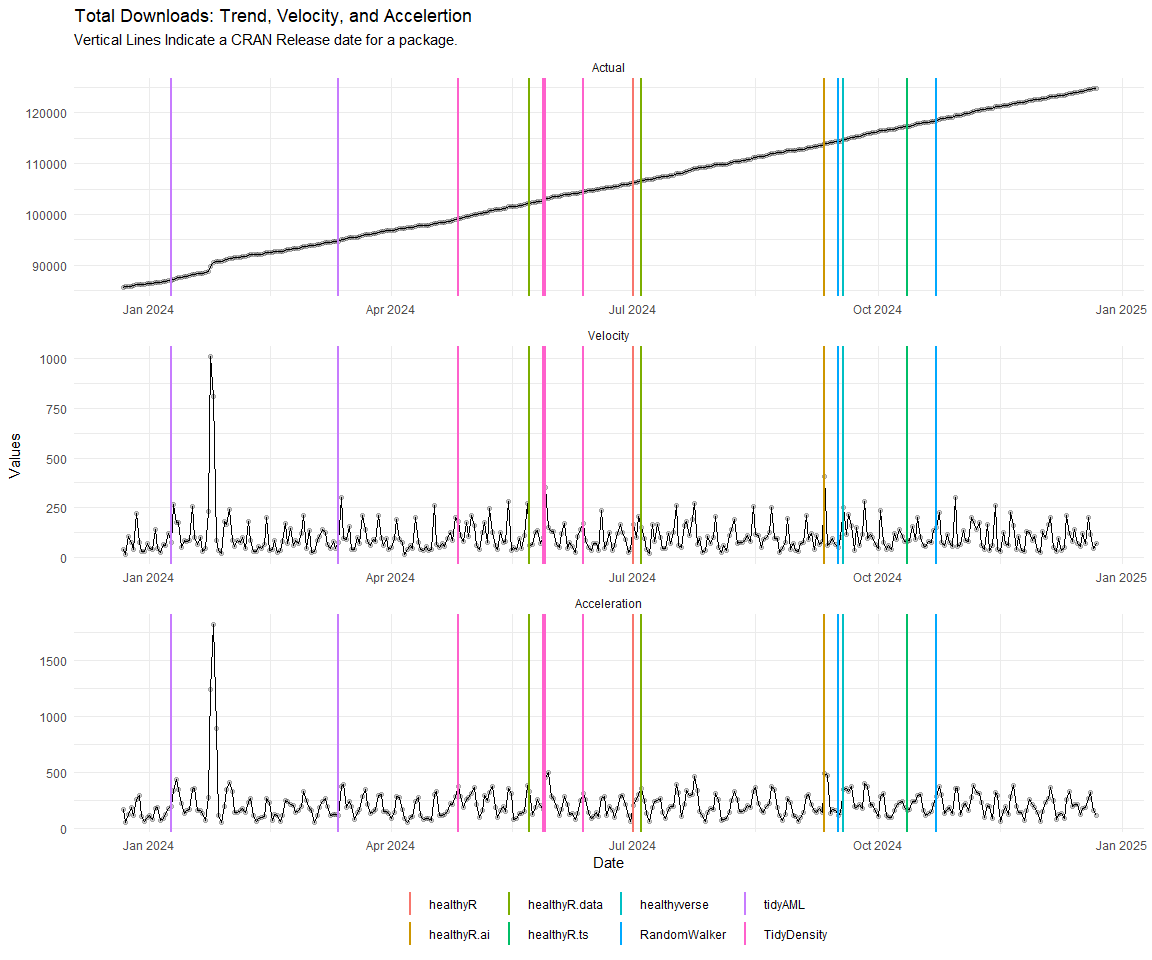 Total Downloads: Trend, Velocity, and Accelertion
Vertical Lines Indicate a CRAN Release date for a package.
Actual
120000
110000
100000
90000
Jan 2024 Apr 2024 Jul 2024 Oct 2024 Jan 2025
Velocity
1000
750
500
250
0
Jan 2024 Apr 2024 Jul 2024 Oct 2024 Jan 2025
Values
Acceleration
1500
1000
500
0
Jan 2024 Apr 2024 Jul 2024 Oct 2024 Jan 2025
Date
healthyR healthyR.data healthyverse tidyAML
healthyR.ai healthyR.ts RandomWalker TidyDensity